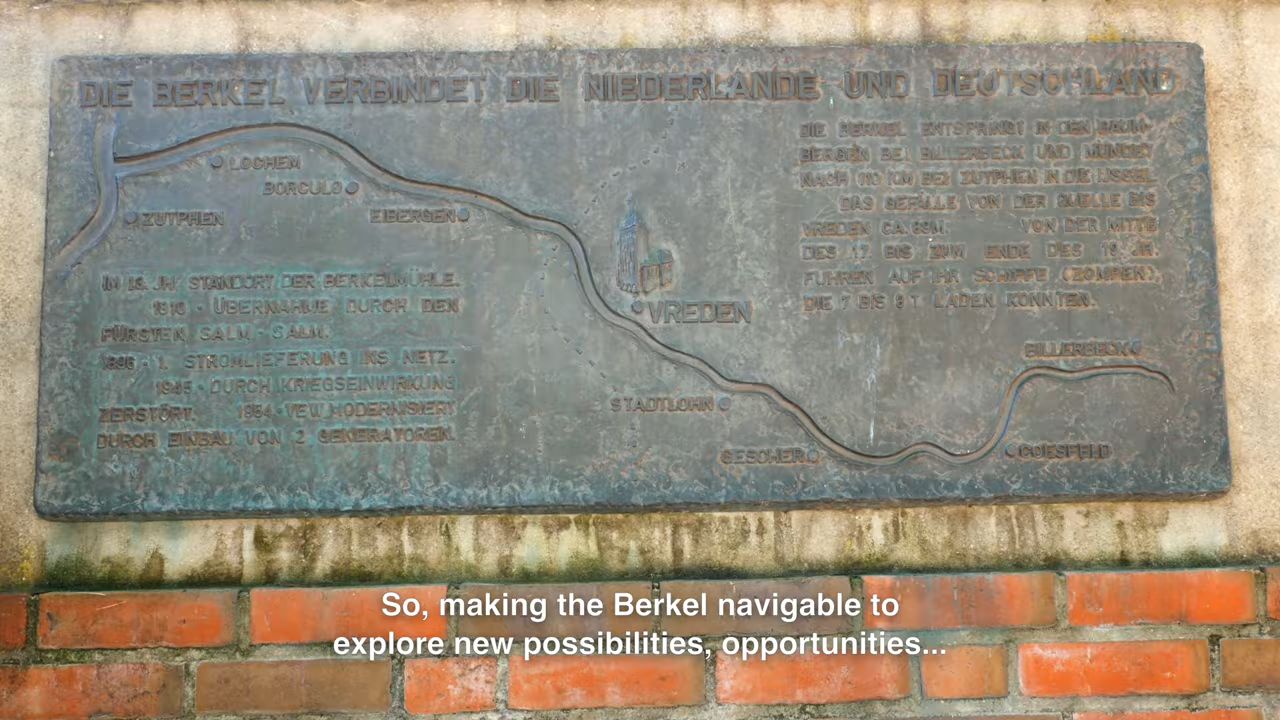 DIE BERKEL VERBINDET DIE NIEDERLANDE UND DEUTSCHLAND
DIE BERKEL ENTSPRINGT IN DEN BAUM-
BERGEN BEI BILLERBECK UND MÜNDET
NACH 110 KM BEI ZUTPHEN IN DIE IJSSEL
DAS GEFÄLLE VON DER QUELLE BIS
VREDEN CA. VON DER MITTE
DES 17. BIS ZUM ENDE DES 19. JH.
FUHREN AUF IHR SCHIFFE (ZOMPEN),
DIE 7 BIS 8 T. LADEN KONNTEN.
LOCHEM
BORCULO
ZUTPHEN
EIBERGEN
VREDEN
STADTLOHN
GESCHER
COESFELD
BILLERBECK
IM JH. STANDORT DER BERKELMÜHLE.
ÜBERNAHME DURCH DEN
FÜRSTEN SALM - SALM.
1896 - 1. STROMLIEFERUNG INS NETZ.
1945 - DURCH KRIEGSEINWIRKUNG
ZERSTÖRT. 1954 - VEW MODERNISIERT
DURCH EINBAU VON 2 GENERATOREN.
So, making the Berkel navigable to
explore new possibilities, opportunities...